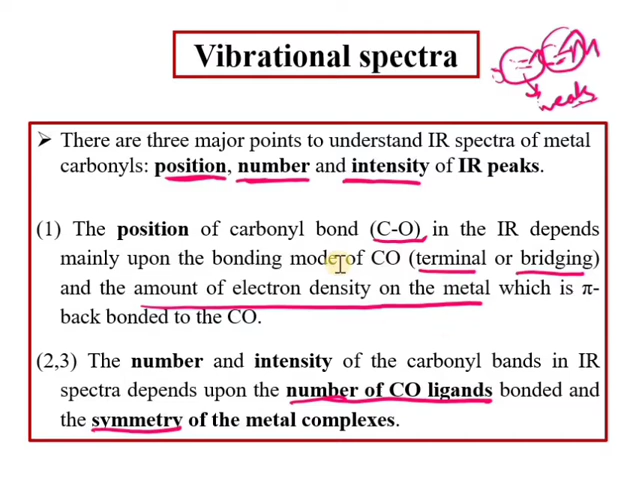 Vibrational spectra
peaks
➤ There are three major points to understand IR spectra of metal
carbonyls: position, number and intensity of IR peaks.
(1) The position of carbonyl bond (C-O) in the IR depends
mainly upon the bonding mode of CO (terminal or bridging)
and the amount of electron density on the metal which is π-
back bonded to the CO.
(2,3) The number and intensity of the carbonyl bands in IR
spectra depends upon the number of CO ligands bonded and
the symmetry of the metal complexes.